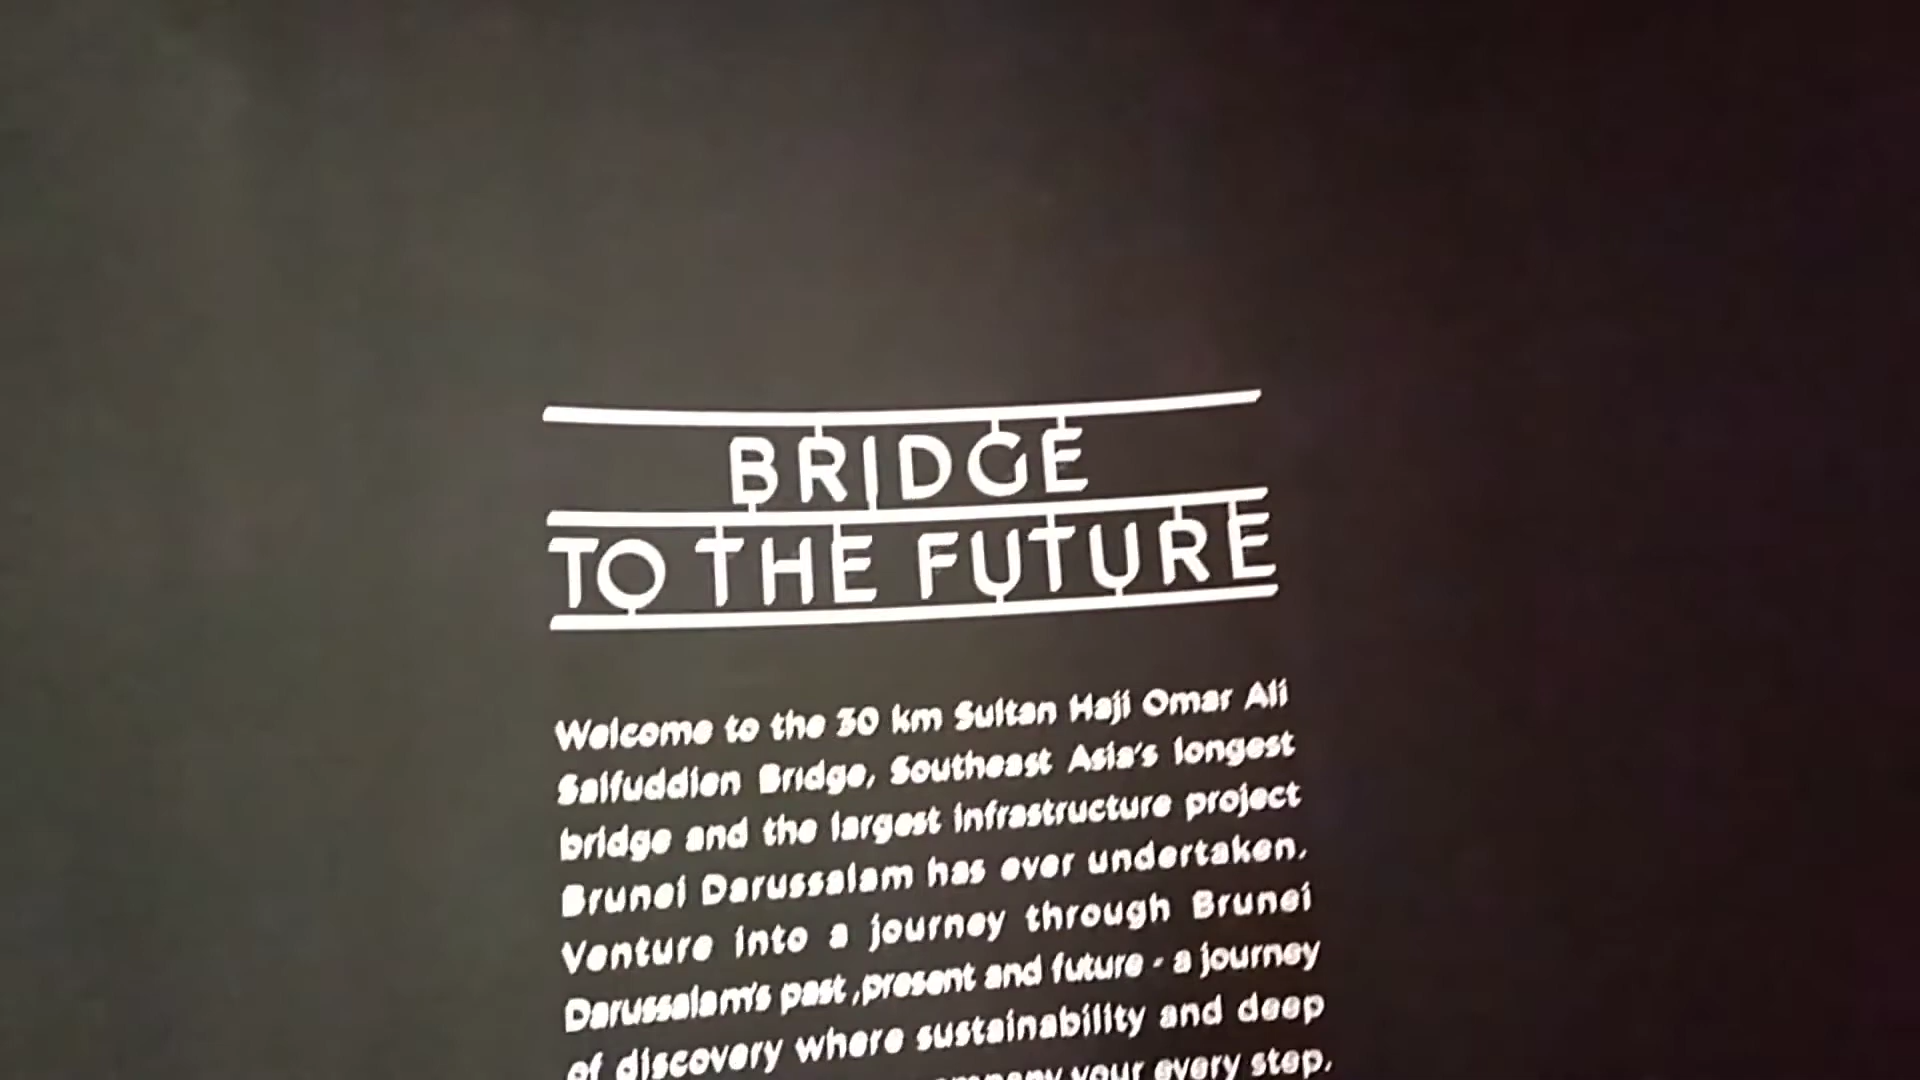 BRIDGE
TO THE FUTURE
Welcome to the 30 km Sultan Haji Omar Ali
Saifuddien Bridge, Southeast Asia's longest
bridge and the largest infrastructure project
Brunei Darussalam has ever undertaken.
Venture into a journey through Brunei
Darussalam's past ,present and future - a journey
of discovery where sustainability and deep
your every step.